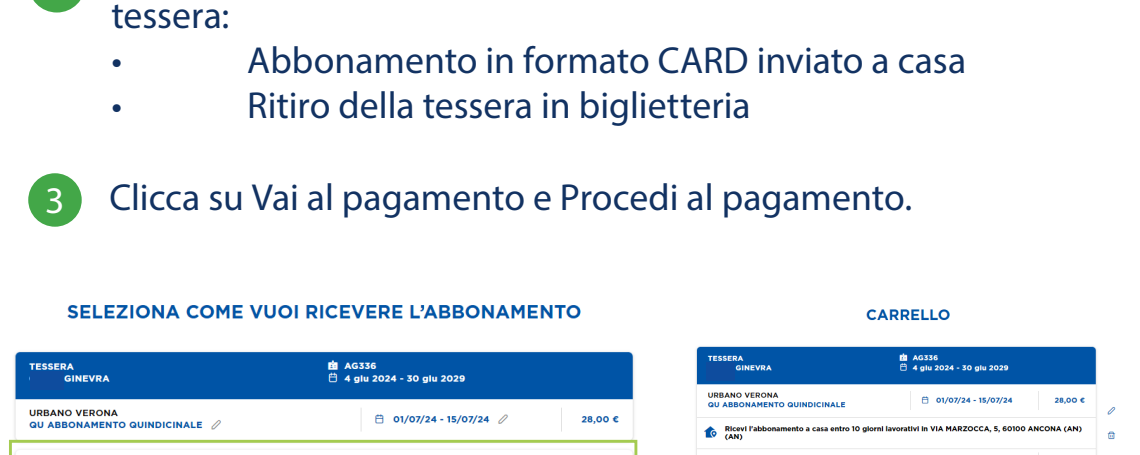 tessera:
• Abbonamento in formato CARD inviato a casa
• Ritiro della tessera in biglietteria
3 Clicca su Vai al pagamento e Procedi al pagamento.
SELEZIONA COME VUOI RICEVERE L'ABBONAMENTO
TESSERA
GINEVRA
AG336
4 giu 2024 - 30 giu 2029
URBANO VERONA
QU ABBONAMENTO QUINDICINALE
01/07/24 - 15/07/24
28,00 €
CARRELLO
TESSERA
GINEVRA
AG336
4 giu 2024 - 30 giu 2029
URBANO VERONA
QU ABBONAMENTO QUINDICINALE
01/07/24 - 15/07/24
28,00 €
Ricevi l'abbonamento a casa entro 10 giorni lavorativi in VIA MARZOCCA, 5, 60100 ANCONA (AN)
(AN)